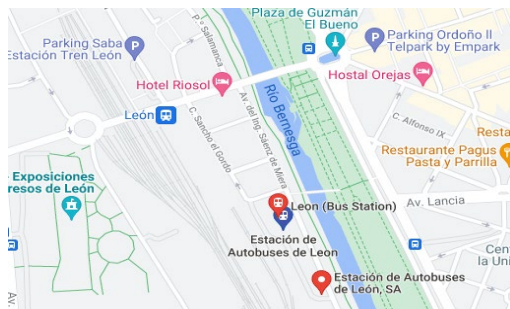 Plaza de Guzmán
El Bueno
Parking Saba
Estación Tren León
P.º Salamanca
Parking Ordoño II
Telpark by Empark
Hotel Riosol
Hostal Orejas
León
Río Bernesga
Av. del Ing. Sáenz de Miera
C. Sancho el Gordo
C. Alfonso IX
Resta
Restaurante Pagus
Pasta y Parrilla
Exposiciones
resos de León
Av. Lancia
Leon (Bus Station)
Estación de
Autobuses de Leon
Cent
la Uni
Estación de Autobuses
de León, SA
Av.